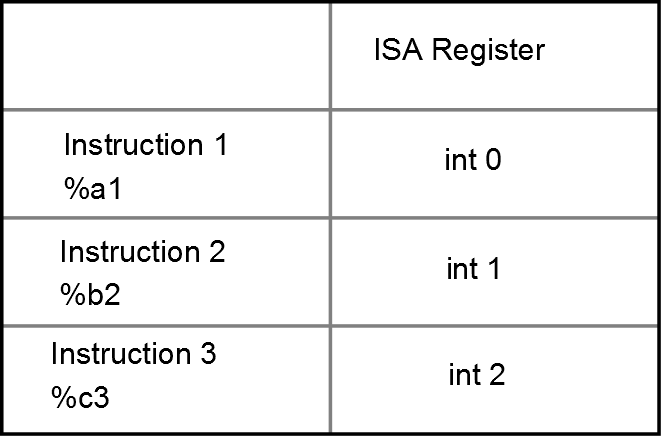 ISA Register
Instruction 1
%a1
int 0
Instruction 2
%b2
int 1
Instruction 3
%c3
int 2